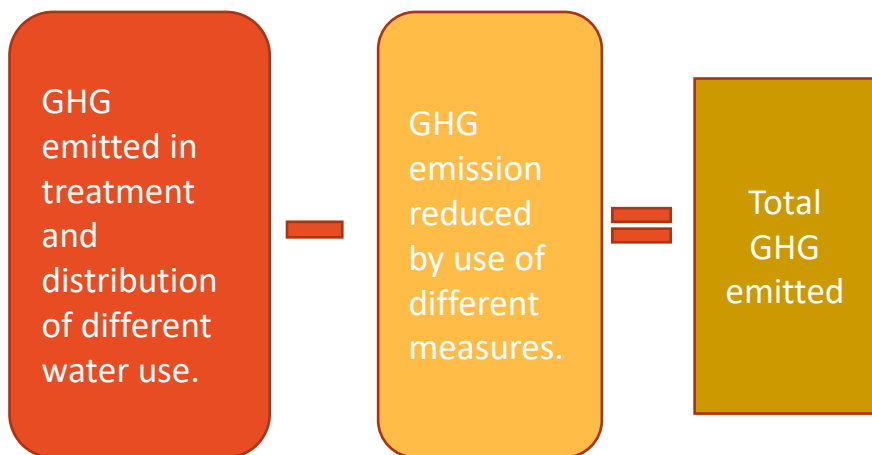 GHG
emitted in
treatment
and
distribution
of different
water use.
GHG
emission
reduced
by use of
different
measures.
Total
GHG
emitted